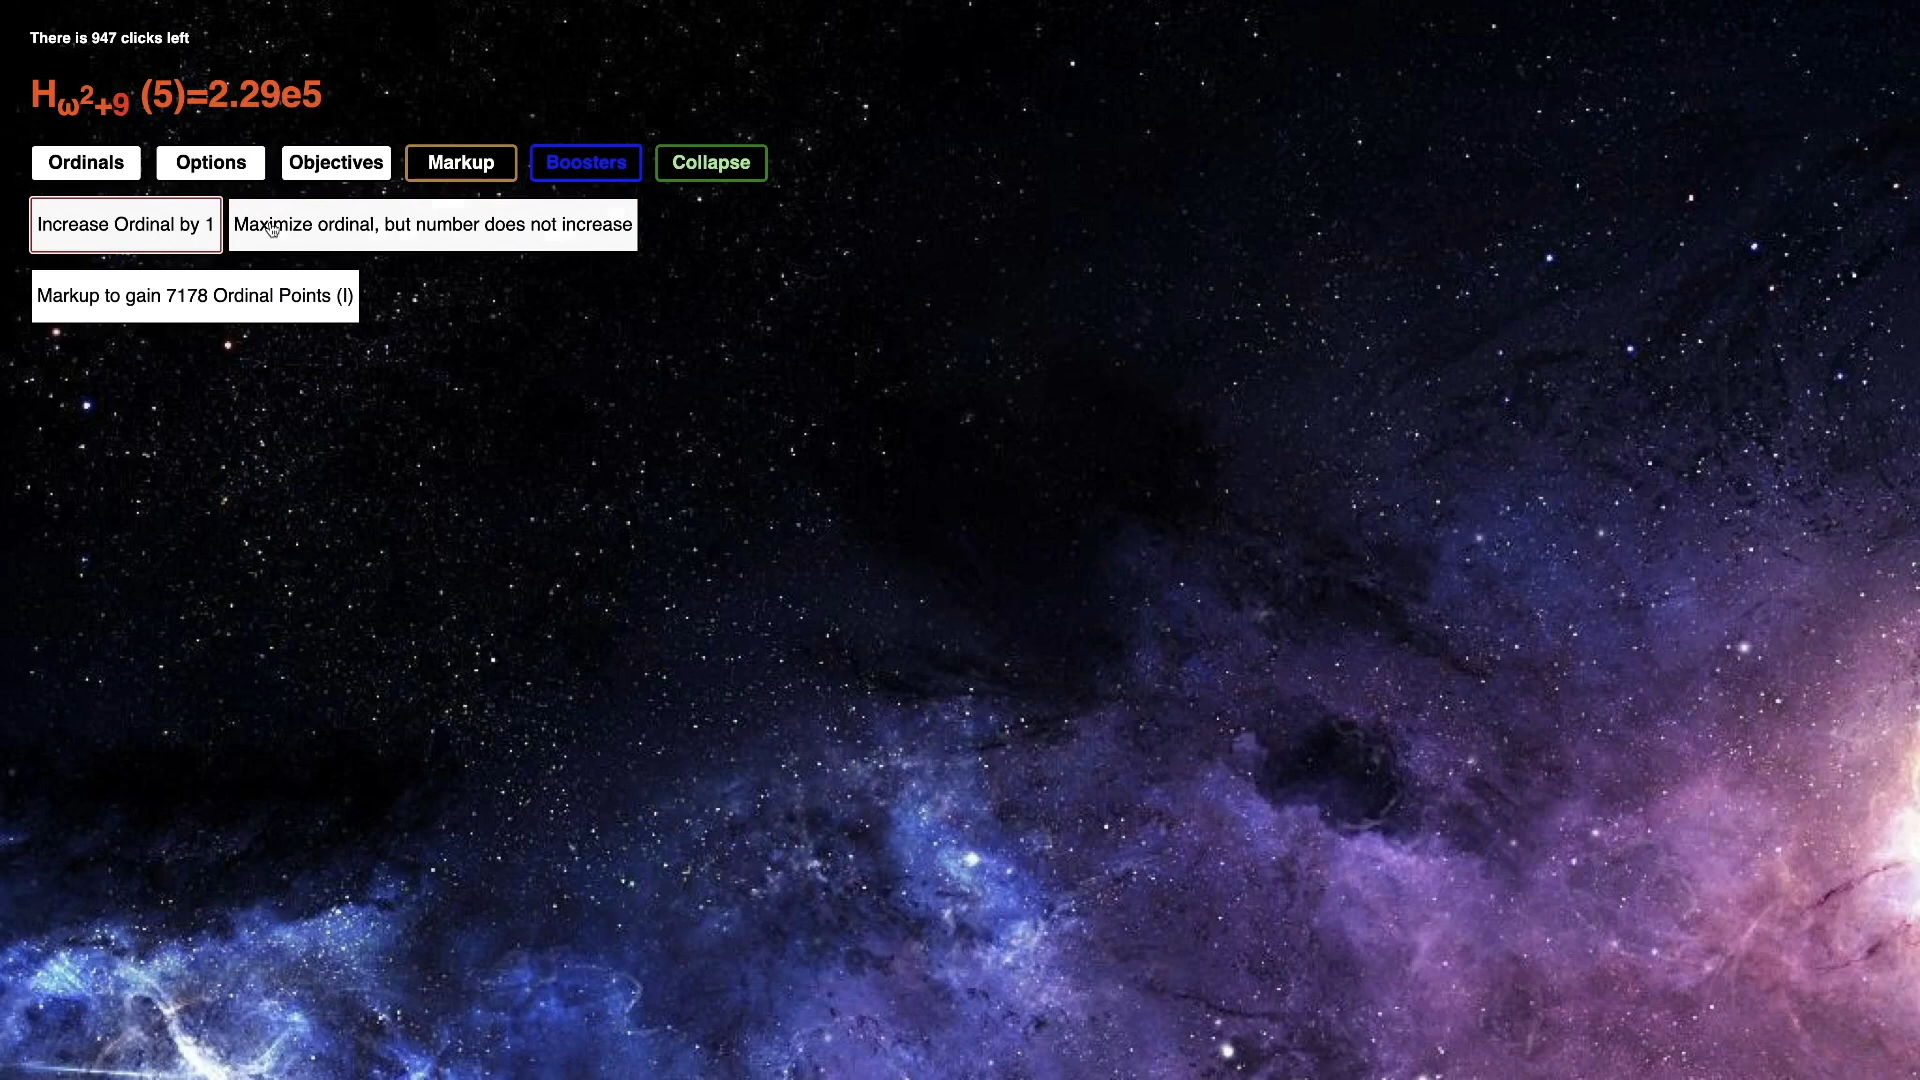 There is 947 clicks left
Hω²+9 (5)=2.29e5
Ordinals Options Objectives Markup Boosters Collapse
Increase Ordinal by 1 Maximize ordinal, but number does not increase
Markup to gain 7178 Ordinal Points (I)